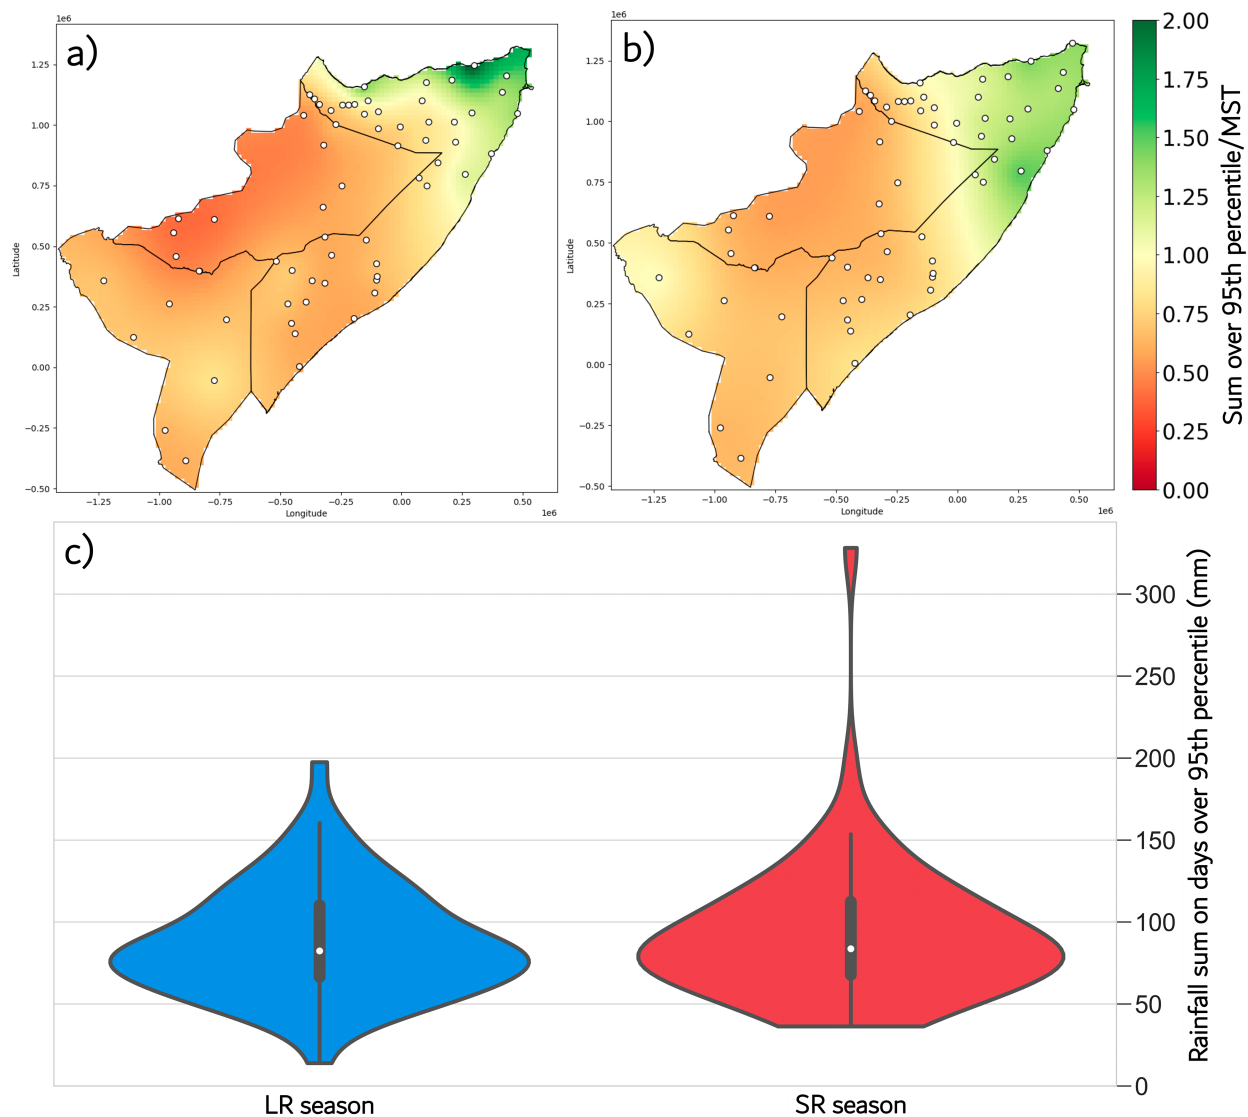 1e6
a)
1.25
1.00
0.75
0.50
0.25
0.00
−0.25
−0.50
Latitude
−1.25 −1.00 −0.75 −0.50 −0.25 0.00 0.25 0.50
Longitude
1e6
1e6
b)
1.25
1.00
0.75
0.50
0.25
0.00
−0.25
−0.50
Latitude
−1.25 −1.00 −0.75 −0.50 −0.25 0.00 0.25 0.50
Longitude
1e6
2.00
1.75
1.50
1.25
1.00
0.75
0.50
0.25
0.00
Sum over 95th percentile/MST
c)
300
250
200
150
100
50
0
Rainfall sum on days over 95th percentile (mm)
LR season
SR season